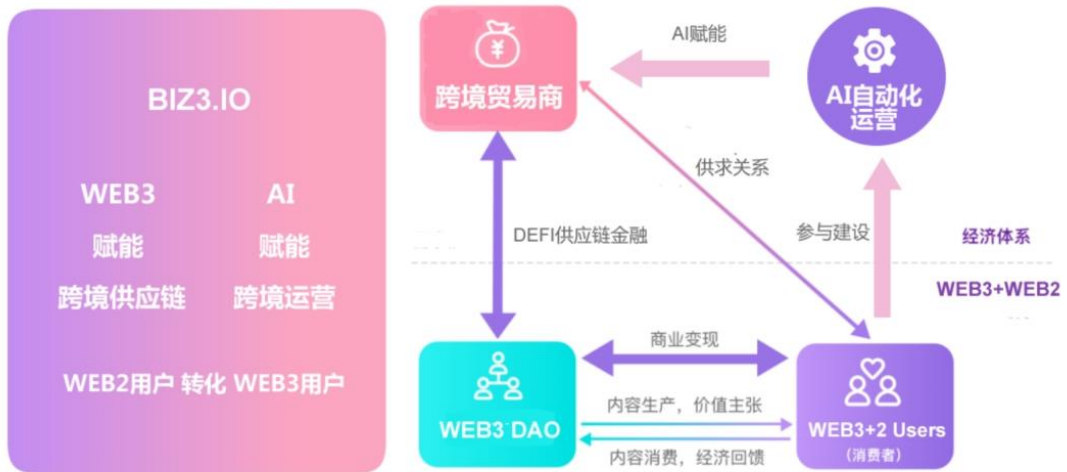 BIZ3.IO
WEB3 AI
赋能 赋能
跨境供应链 跨境运营
WEB2用户 转化 WEB3用户
跨境贸易商
AI赋能
AI自动化
运营
供求关系
DEFI供应链金融
参与建设
经济体系
WEB3+WEB2
商业变现
WEB3 DAO
内容生产，价值主张
内容消费，经济回馈
WEB3+2 Users
(消费者)